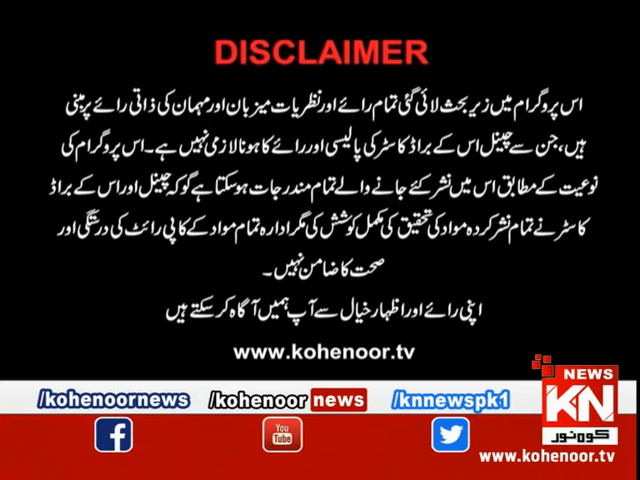 DISCLAIMER
اس پروگرام میں زیر بحث لائی گئی تمام رائے اور نظریات میزبان اور مہمان کی ذاتی رائے پر مبنی
ہیں، جن سے چینل اس کے براڈ کاسٹر کی پالیسی اور رائے کا ہونا لازمی نہیں ہے۔ اس پروگرام کی
نوعیت کے مطابق اس میں نشر کئے جانے والے تمام مندرجات ہو سکتا ہے گو کہ چینل اور اس کے براڈ
کاسٹر نے تمام نشر کردہ مواد کی تحقیق کی مکمل کوشش کی مگر ادارہ تمام مواد کے کاپی رائٹ کی درستگی اور
صحت کا ضامن نہیں۔
اپنی رائے اور اظہار خیال سے آپ ہمیں آگاہ کر سکتے ہیں
www.kohenoor.tv
/kohenoornews /kohenoor news /knnewspk1
You Tube
NEWS
KN
کوہ نور
www.kohenoor.tv